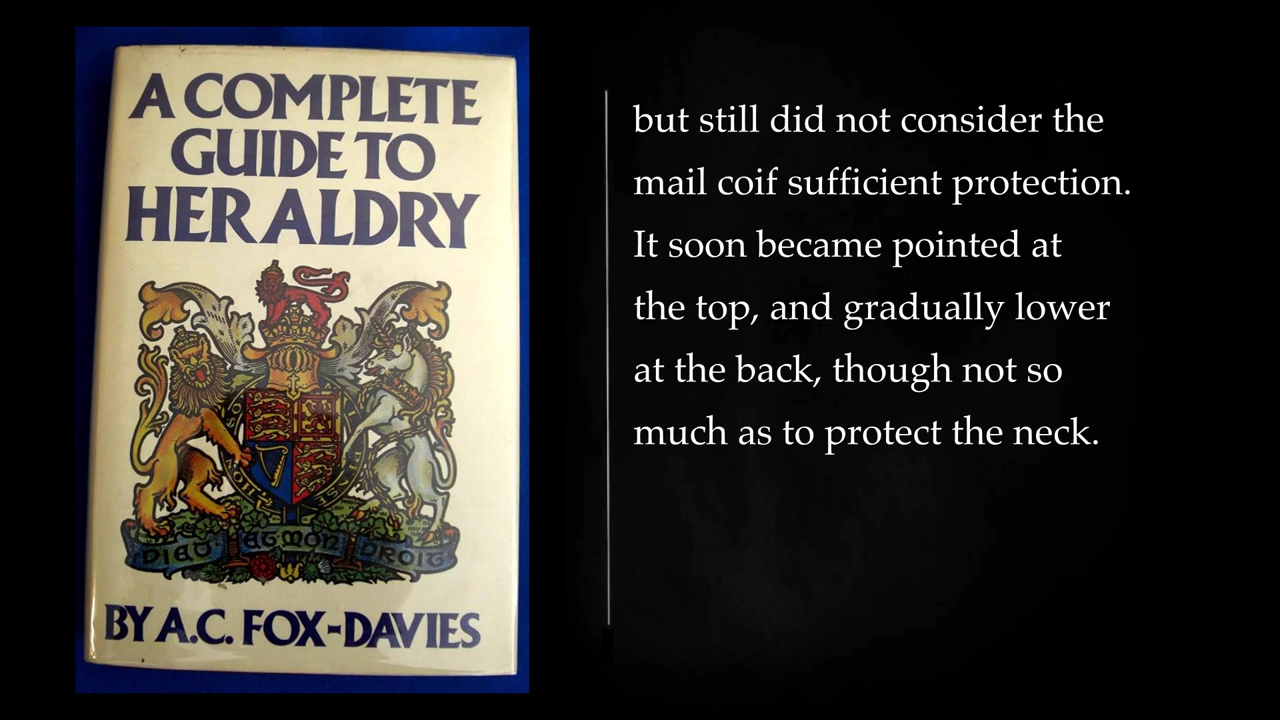 A COMPLETE
GUIDE TO
HERALDRY
DIEU ET MON DROIT
BY A.C. FOX-DAVIES
but still did not consider the
mail coif sufficient protection.
It soon became pointed at
the top, and gradually lower
at the back, though not so
much as to protect the neck.